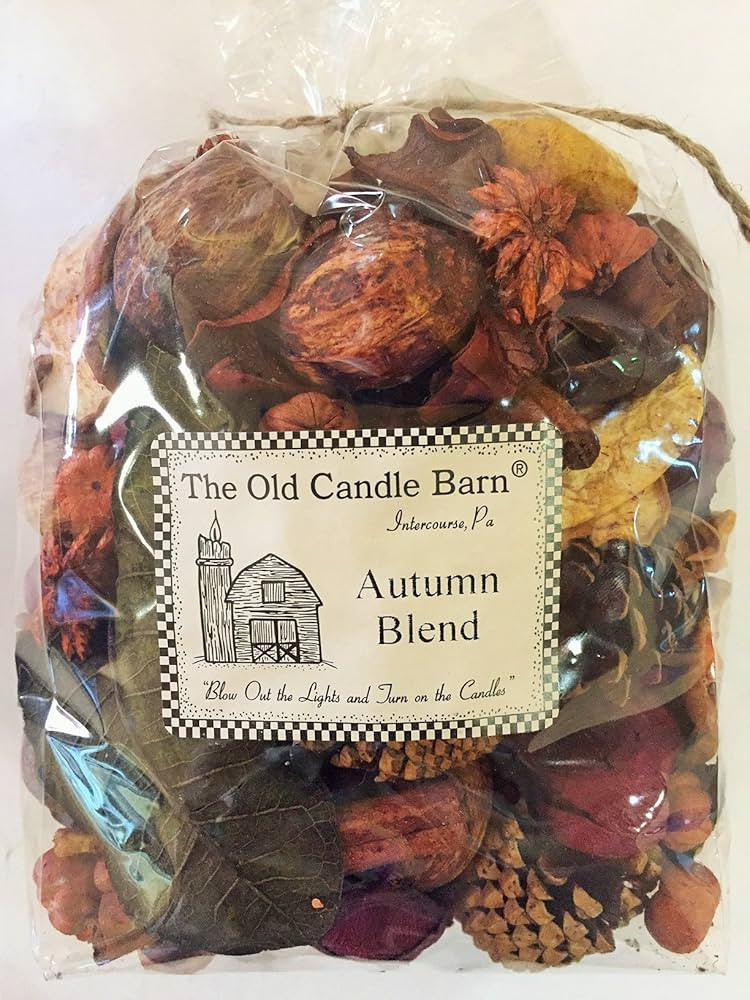 The Old Candle Barn®
Intercourse, Pa
Autumn
Blend
"Blow Out the Lights and Turn on the Candles"